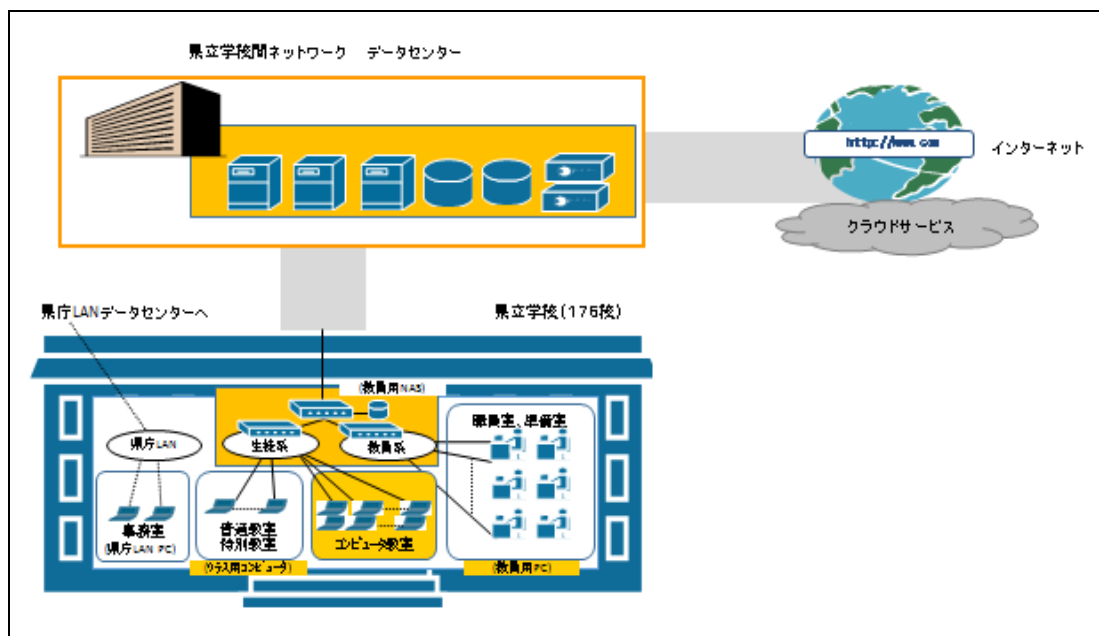 県立学校間ネットワーク　データセンター
http://www.com
インターネット
クラウドサービス
県庁LANデータセンターへ
県立学校(176校)
(教員用NAS)
職員室、準備室
県庁LAN
生徒系
教員系
事務室
(県庁LAN PC)
普通教室
特別教室
コンピュータ教室
(クラス用コンピュータ)
(教員用PC)